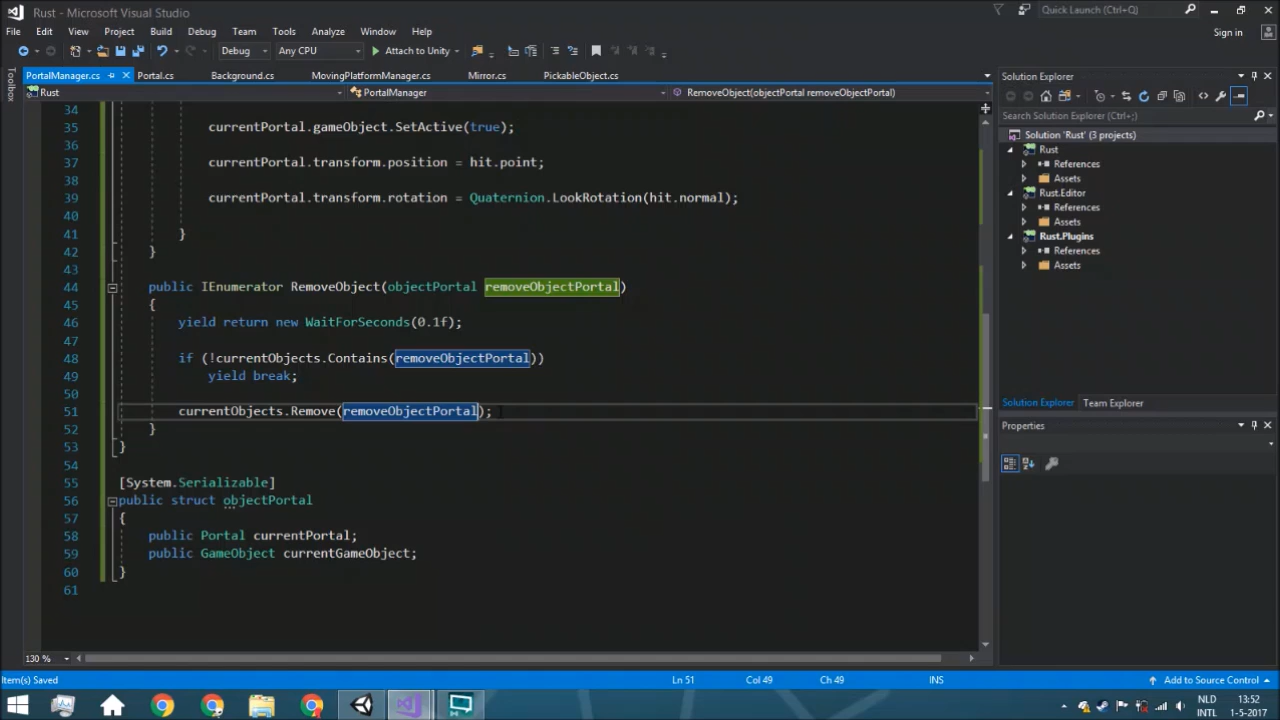 Rust - Microsoft Visual Studio
Quick Launch (Ctrl+Q)
File Edit View Project Build Debug Team Tools Architecture Analyze Window Help
Sign in
Debug Any CPU Attach to Unity
Toolbox
PortalManager.cs Portal.cs Background.cs MovingPlatformManager.cs Mirror.cs PickableObject.cs
Rust PortalManager RemoveObject(objectPortal removeObjectPortal)
34
35 currentPortal.gameObject.SetActive(true);
36
37 currentPortal.transform.position = hit.point;
38
39 currentPortal.transform.rotation = Quaternion.LookRotation(hit.normal);
40
41 }
42 }
43
44 public IEnumerator RemoveObject(objectPortal removeObjectPortal)
45 {
46 yield return new WaitForSeconds(0.1f);
47
48 if (!currentObjects.Contains(removeObjectPortal))
49 yield break;
50
51 currentObjects.Remove(removeObjectPortal);
52 }
53 }
54
55 [System.Serializable]
56 public struct objectPortal
57 {
58 public Portal currentPortal;
59 public GameObject currentGameObject;
60 }
61
130 %
Solution Explorer
Search Solution Explorer (Ctrl+;)
Solution 'Rust' (3 projects)
Rust
References
Assets
Rust.Editor
References
Assets
Rust.Plugins
References
Assets
Solution Explorer Team Explorer
Properties
Item(s) Saved Ln 51 Col 49 Ch 49 INS Add to Source Control
NLD 13:52
INTL 1-5-2017